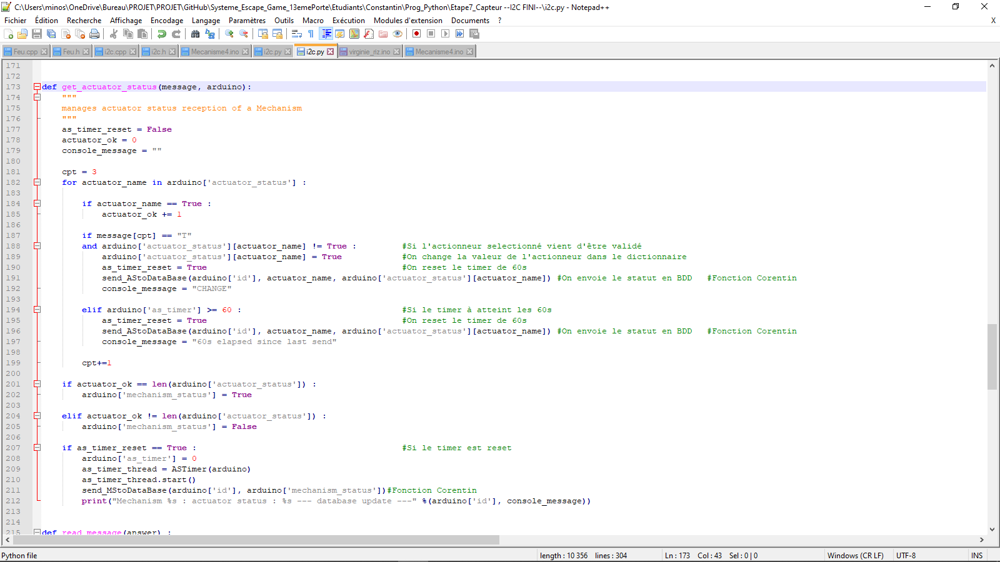 C:\Users\minos\OneDrive\Bureau\PROJET\PROJET\GitHub\Systeme_Escape_Game_13emePorte\Etudiants\Constantin\Prog_Python\Etape7_Capteur --I2C FINI--\i2c.py - Notepad++
Fichier Édition Recherche Affichage Encodage Langage Paramètres Outils Macro Exécution Modules d'extension Documents ? X
Feu.cpp Feu.h i2c.cpp i2c.h Mecanisme4.ino i2c.py i2c.py virginie_riz.ino Mecanisme4.ino
171
172
173 def get_actuator_status(message, arduino):
174 """
175 manages actuator status reception of a Mechanism
176 """
177 as_timer_reset = False
178 actuator_ok = 0
179 console_message = ""
180
181 cpt = 3
182 for actuator_name in arduino['actuator_status'] :
183
184 if actuator_name == True :
185 actuator_ok += 1
186
187 if message[cpt] == "T"
188 and arduino['actuator_status'][actuator_name] != True : #Si l'actionneur selectionné vient d'être validé
189 arduino['actuator_status'][actuator_name] = True #On change la valeur de l'actionneur dans le dictionnaire
190 as_timer_reset = True #On reset le timer de 60s
191 send_AStoDataBase(arduino['id'], actuator_name, arduino['actuator_status'][actuator_name]) #On envoie le statut en BDD #Fonction Corentin
192 console_message = "CHANGE"
193
194 elif arduino['as_timer'] >= 60 : #Si le timer à atteint les 60s
195 as_timer_reset = True #On reset le timer de 60s
196 send_AStoDataBase(arduino['id'], actuator_name, arduino['actuator_status'][actuator_name]) #On envoie le statut en BDD #Fonction Corentin
197 console_message = "60s elapsed since last send"
198
199 cpt+=1
200
201 if actuator_ok == len(arduino['actuator_status']) :
202 arduino['mechanism_status'] = True
203
204 elif actuator_ok != len(arduino['actuator_status']) :
205 arduino['mechanism_status'] = False
206
207 if as_timer_reset == True : #Si le timer est reset
208 arduino['as_timer'] = 0
209 as_timer_thread = ASTimer(arduino)
210 as_timer_thread.start()
211 send_MStoDataBase(arduino['id'], arduino['mechanism_status'])#Fonction Corentin
212 print("Mechanism %s : actuator status : %s --- database update ---" %(arduino['id'], console_message))
213
214
215 def read_message(answer) :
Python file length : 10 356 lines : 304 Ln : 173 Col : 43 Sel : 0 | 0 Windows (CR LF) UTF-8 INS